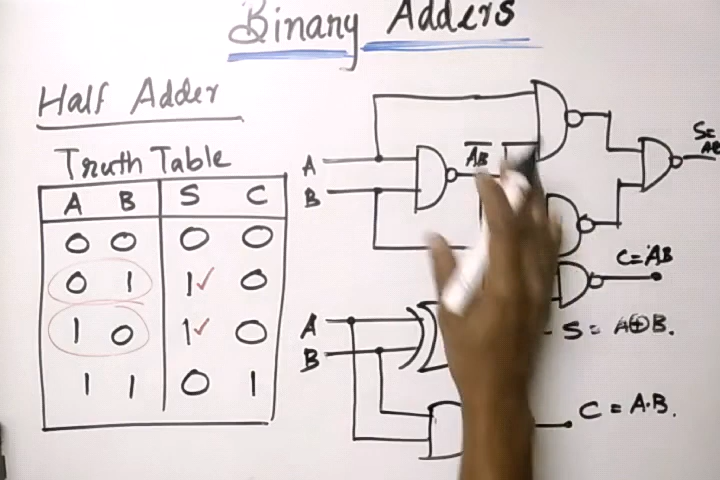 Binary Adders
Half Adder
Truth Table
A B S C
0 0 0 0
0 1 1 ✓ 0
1 0 1 ✓ 0
1 1 0 1
A
B
A̅B̅
S=
C = AB
A
B
S = A⊕B.
C = A.B.